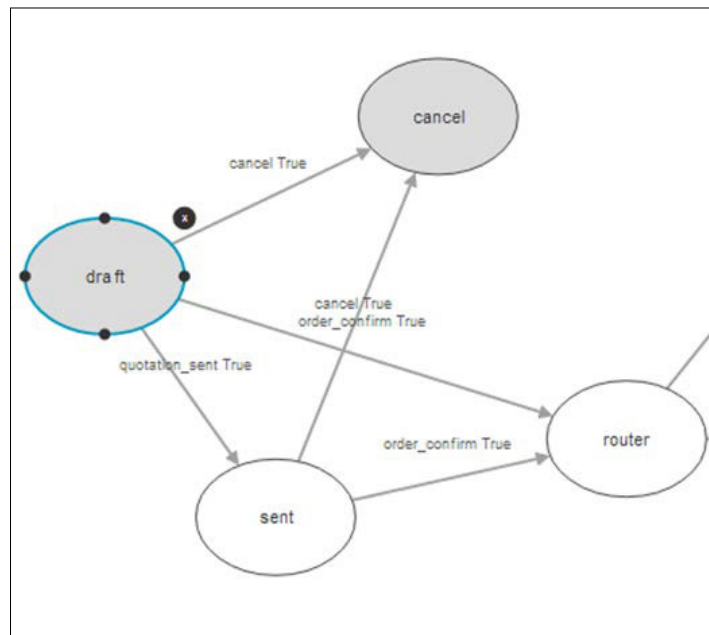 cancel
cancel True
x
draft
cancel True
order_confirm True
quotation_sent True
order_confirm True
router
sent